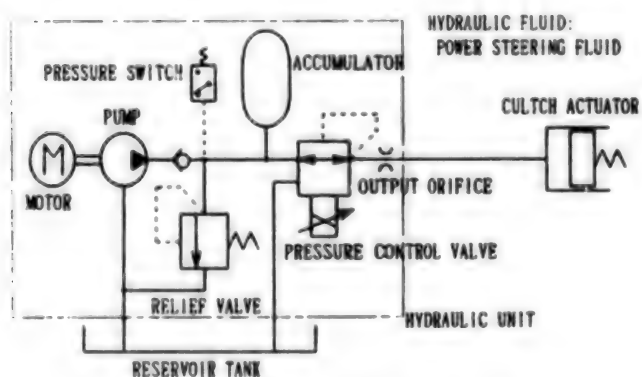 HYDRAULIC FLUID:
POWER STEERING FLUID
PRESSURE SWITCH
ACCUMULATOR
PUMP
CULTCH ACTUATOR
M
MOTOR
OUTPUT ORIFICE
PRESSURE CONTROL VALVE
RELIEF VALVE
HYDRAULIC UNIT
RESERVOIR TANK